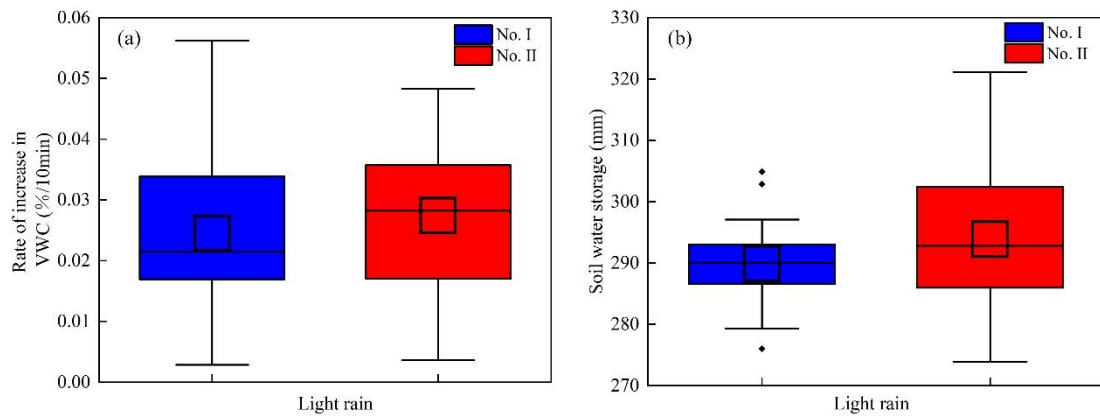 (a)
No. I
No. II
Rate of increase in
VWC (%/10min)
0.06
0.05
0.04
0.03
0.02
0.01
0.00
Light rain
(b)
No. I
No. II
Soil water storage (mm)
330
320
310
300
290
280
270
Light rain